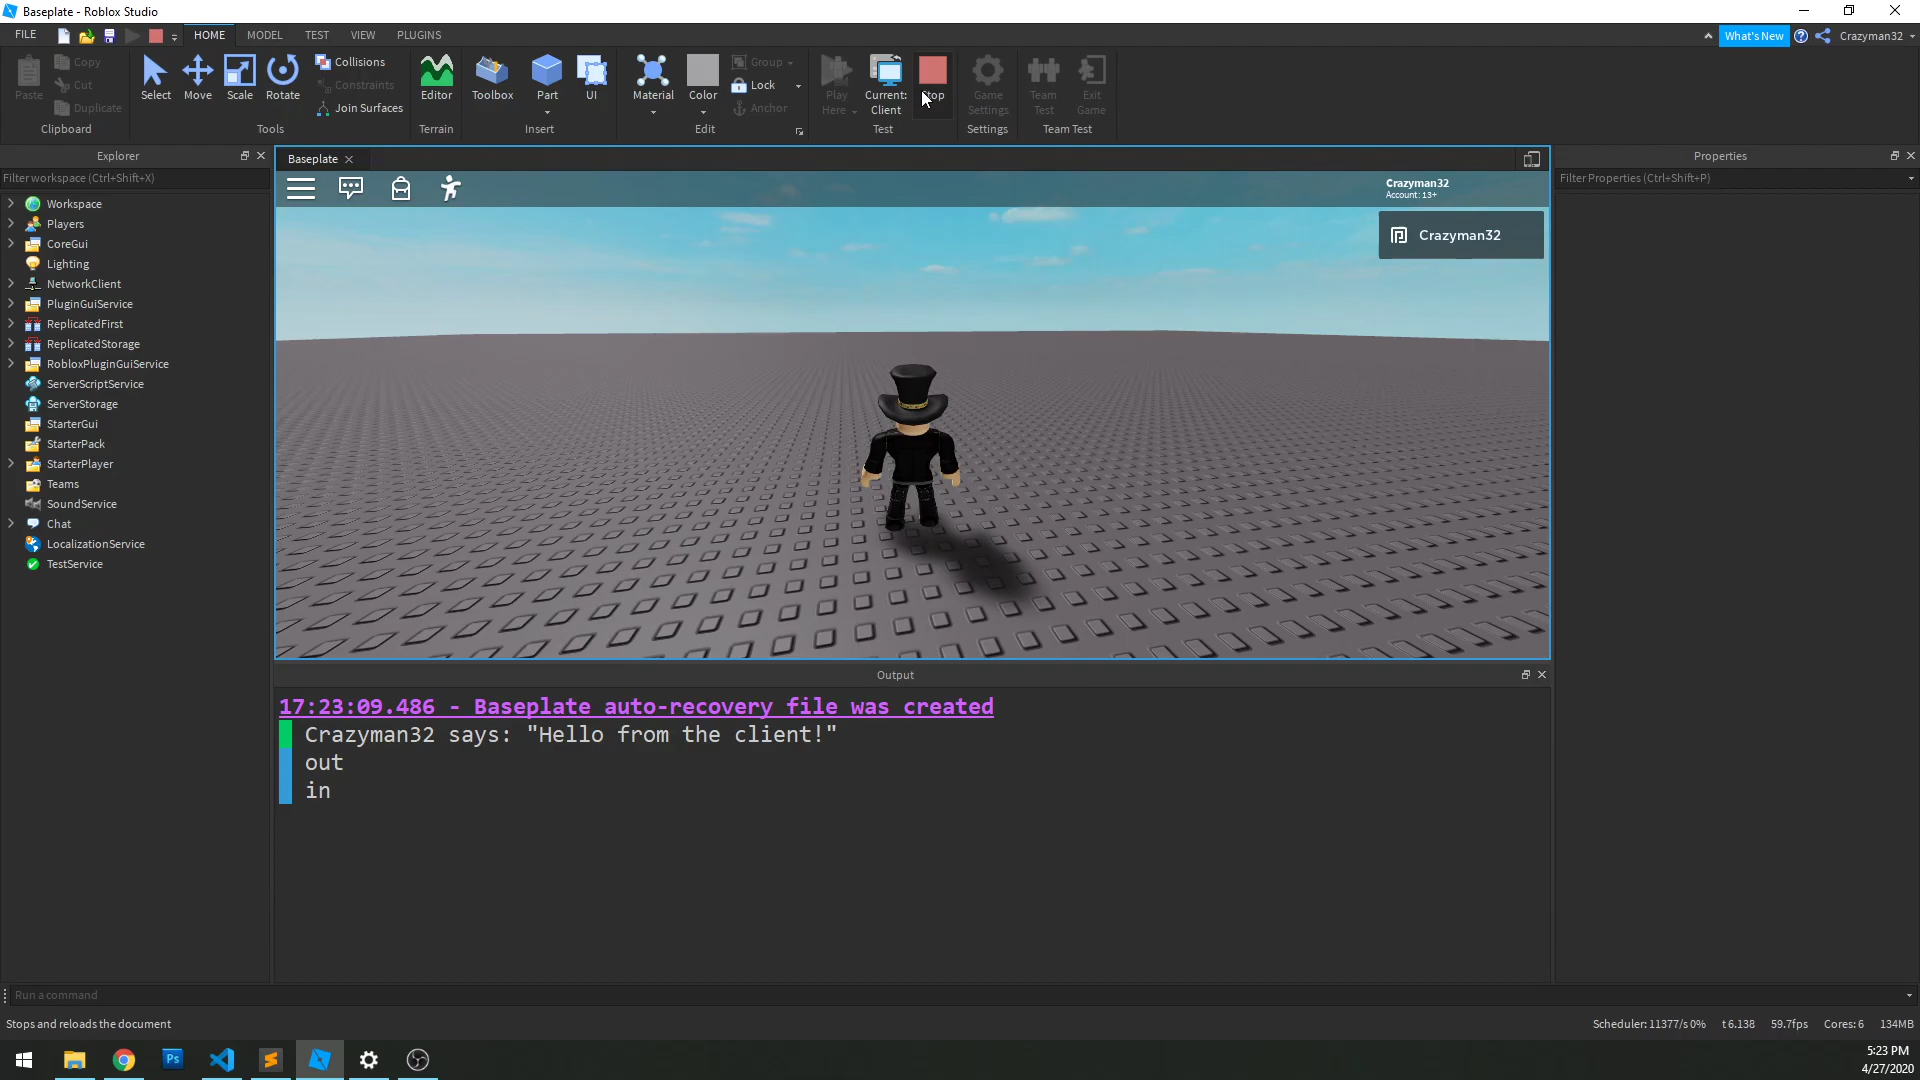 Baseplate - Roblox Studio
FILE HOME MODEL TEST VIEW PLUGINS
What's New Crazyman32
Paste Copy Cut Duplicate
Clipboard
Select Move Scale Rotate
Collisions
Constraints
Join Surfaces
Tools
Editor
Terrain
Toolbox Part UI
Insert
Material Color
Group
Lock
Anchor
Edit
Play Here
Current: Client
Stop
Test
Game Settings
Settings
Team Test
Exit Game
Team Test
Explorer
Filter workspace (Ctrl+Shift+X)
Workspace
Players
CoreGui
Lighting
NetworkClient
PluginGuiService
ReplicatedFirst
ReplicatedStorage
RobloxPluginGuiService
ServerScriptService
ServerStorage
StarterGui
StarterPack
StarterPlayer
Teams
SoundService
Chat
LocalizationService
TestService
Baseplate
Crazyman32
Account: 13+
Crazyman32
Properties
Filter Properties (Ctrl+Shift+P)
Output
17:23:09.486 - Baseplate auto-recovery file was created
Crazyman32 says: "Hello from the client!"
out
in
Run a command
Stops and reloads the document
Scheduler: 11377/s 0% t 6.138 59.7fps Cores: 6 134MB
Ps
5:23 PM
4/27/2020